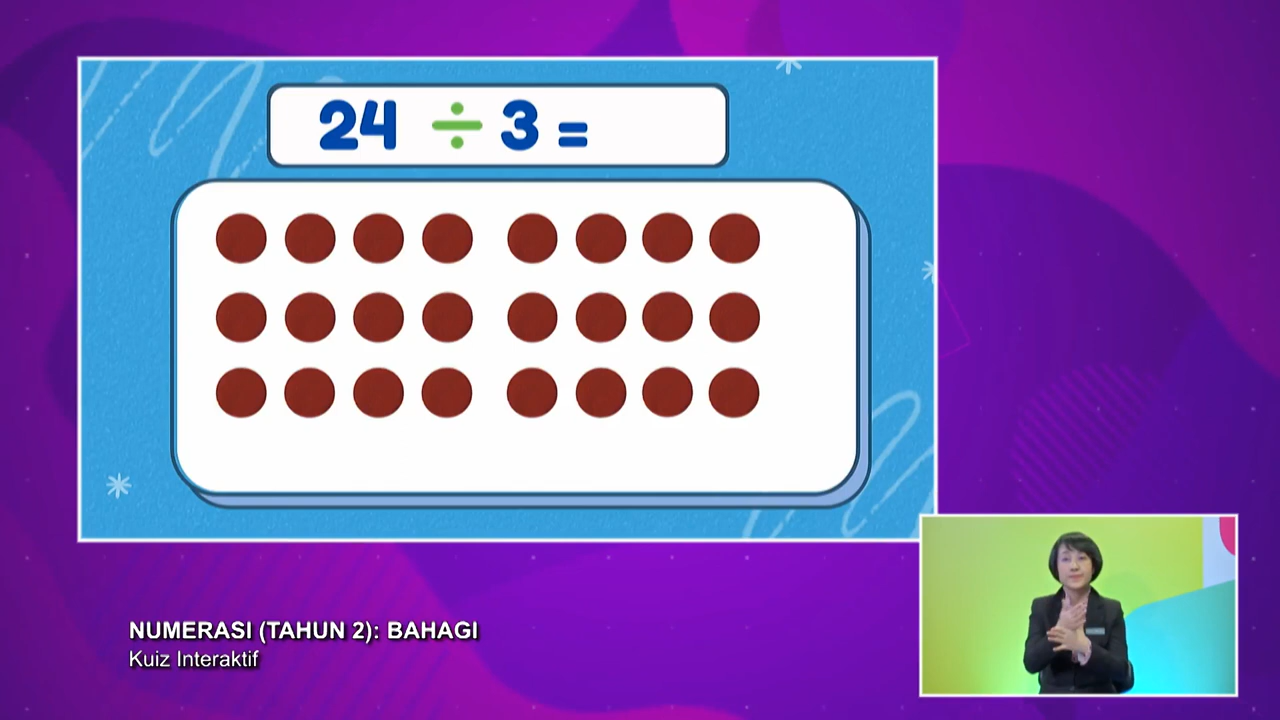 24 ÷ 3 =
NUMERASI (TAHUN 2): BAHAGI
Kuiz Interaktif